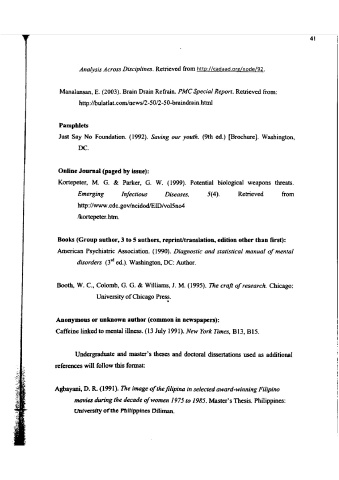 41
Analysis Across Disciplines. Retrieved from http://cadaad.org/node/92.
Manalansan, E. (2003). Brain Drain Refrain. PMC Special Report. Retrieved from:
http://bulatlat.com/news/2-50/2-50-braindrain.html
Pamphlets
Just Say No Foundation. (1992). Saving our youth. (9th ed.) [Brochure]. Washington,
DC.
Online Journal (paged by issue):
Kortepeter, M. G. & Parker, G. W. (1999). Potential biological weapons threats.
Emerging Infectious Diseases, 5(4). Retrieved from
http://www.cdc.gov/ncidod/EID/vol5no4
/kortepeter.htm.
Books (Group author, 3 to 5 authors, reprint/translation, edition other than first):
American Psychiatric Association. (1990). Diagnostic and statistical manual of mental
disorders (3rd ed.). Washington, DC: Author.
Booth, W. C., Colomb, G. G. & Williams, J. M. (1995). The craft of research. Chicago:
University of Chicago Press.
Anonymous or unknown author (common in newspapers):
Caffeine linked to mental illness. (13 July 1991). New York Times, B13, B15.
Undergraduate and master's theses and doctoral dissertations used as additional
references will follow this format:
Agbayani, D. R. (1991). The image of the filipina in selected award-winning Filipino
movies during the decade of women 1975 to 1985. Master's Thesis. Philippines:
University of the Philippines Diliman.